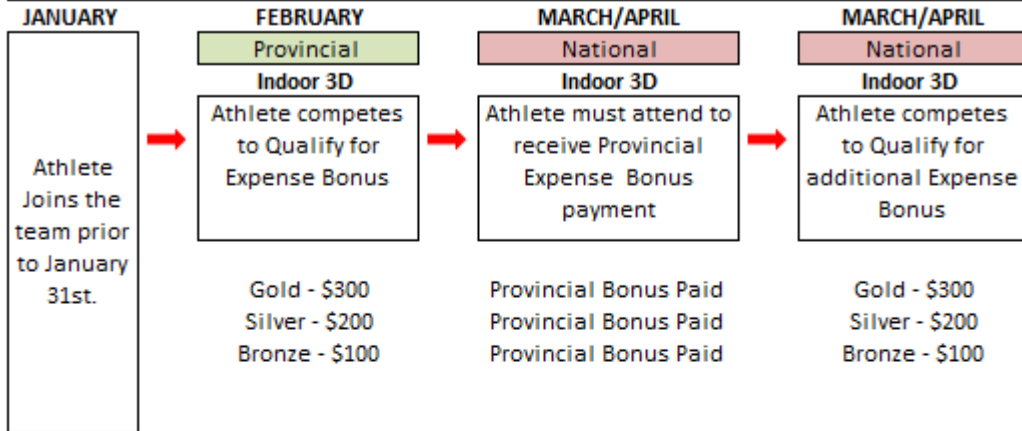 JANUARY
Athlete
Joins the
team prior
to January
31st.
FEBRUARY
Provincial
Indoor 3D
Athlete competes
to Qualify for
Expense Bonus
Gold - $300
Silver - $200
Bronze - $100
MARCH/APRIL
National
Indoor 3D
Athlete must attend to
receive Provincial
Expense Bonus
payment
Provincial Bonus Paid
Provincial Bonus Paid
Provincial Bonus Paid
MARCH/APRIL
National
Indoor 3D
Athlete competes
to Qualify for
additional Expense
Bonus
Gold - $300
Silver - $200
Bronze - $100